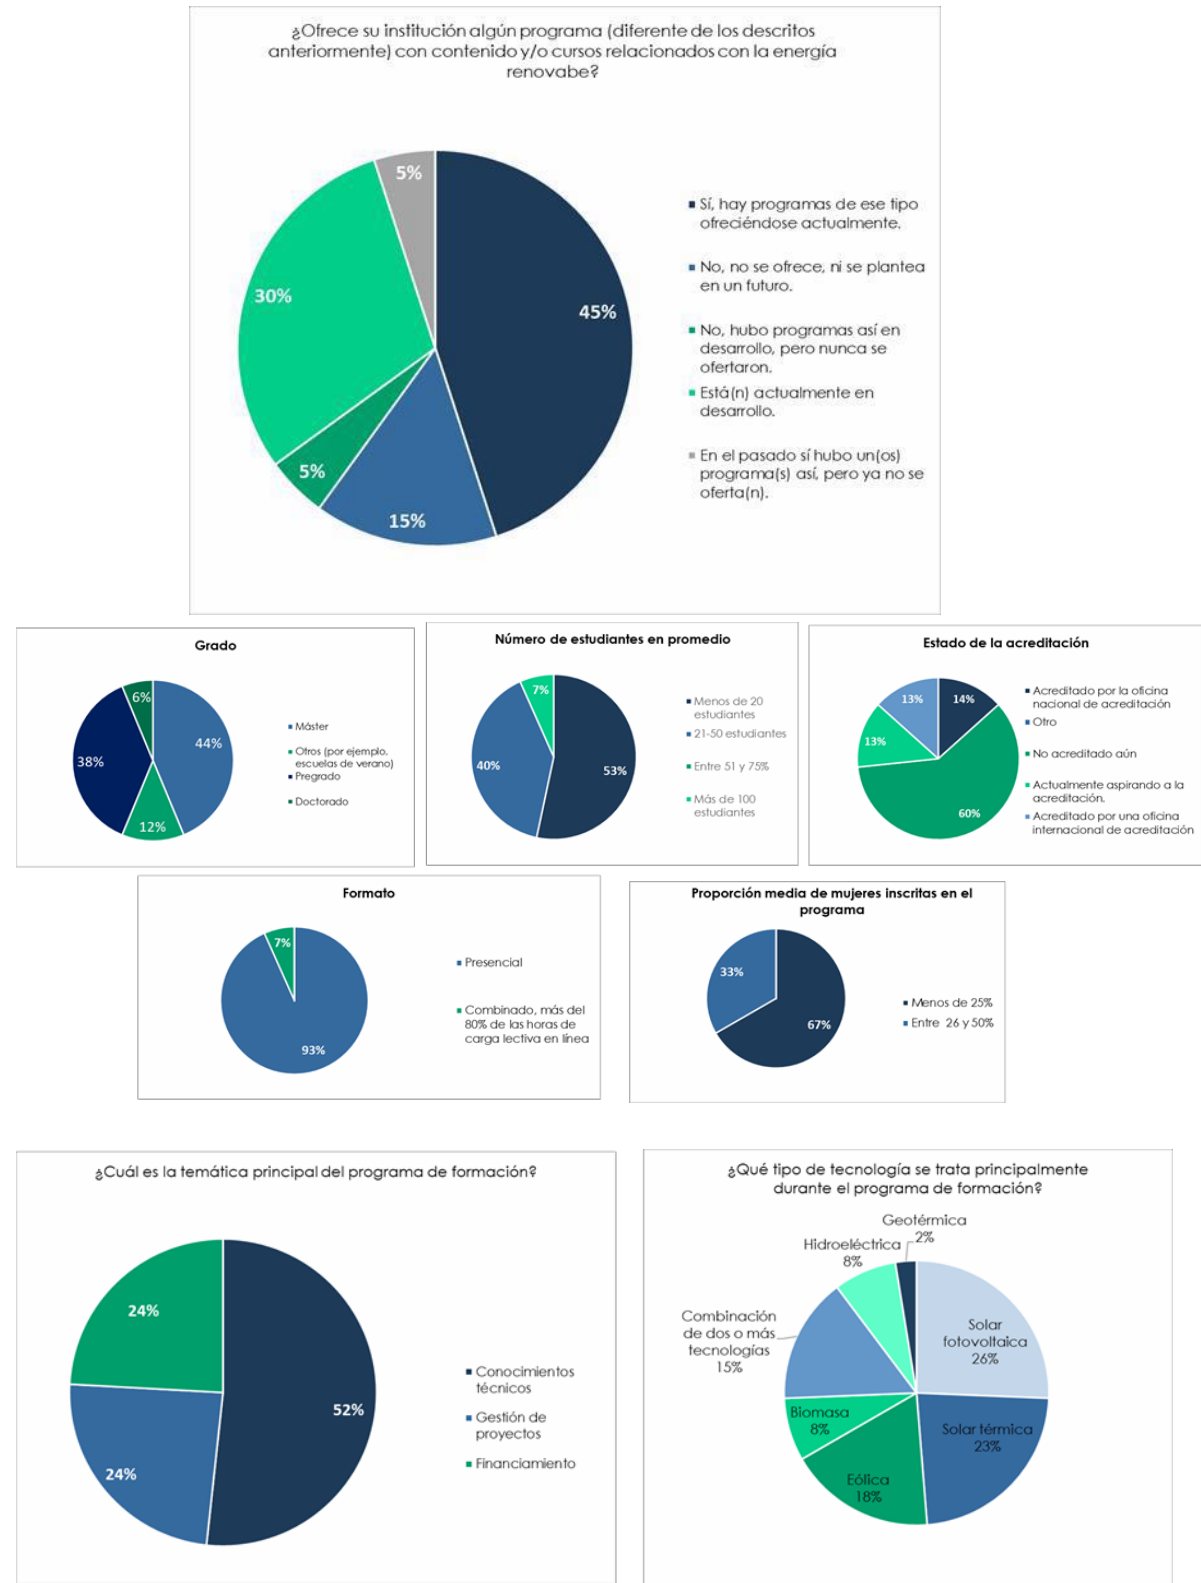 ¿Ofrece su institución algún programa (diferente de los descritos
anteriormente) con contenido y/o cursos relacionados con la energía
renovabe?
5%
30%
45%
5%
15%
Sí, hay programas de ese tipo
ofreciéndose actualmente.
No, no se ofrece, ni se plantea
en un futuro.
No, hubo programas así en
desarrollo, pero nunca se
ofertaron.
Está(n) actualmente en
desarrollo.
En el pasado sí hubo un(os)
programa(s) así, pero ya no se
oferta(n).
Grado
6%
44%
38%
12%
Máster
Otros (por ejemplo,
escuelas de verano)
Pregrado
Doctorado
Número de estudiantes en promedio
7%
40%
53%
Menos de 20
estudiantes
21-50 estudiantes
Entre 51 y 75%
Más de 100
estudiantes
Estado de la acreditación
13%
14%
13%
60%
Acreditado por la oficina
nacional de acreditación
Otro
No acreditado aún
Actualmente aspirando a la
acreditación.
Acreditado por una oficina
internacional de acreditación
Formato
7%
93%
Presencial
Combinado, más del
80% de las horas de
carga lectiva en línea
Proporción media de mujeres inscritas en el
programa
33%
67%
Menos de 25%
Entre 26 y 50%
¿Cuál es la temática principal del programa de formación?
24%
52%
24%
Conocimientos
técnicos
Gestión de
proyectos
Financiamiento
¿Qué tipo de tecnología se trata principalmente
durante el programa de formación?
Geotérmica
2%
Hidroeléctrica
8%
Combinación
de dos o más
tecnologías
15%
Solar
fotovoltaica
26%
Biomasa
8%
Solar térmica
23%
Eólica
18%